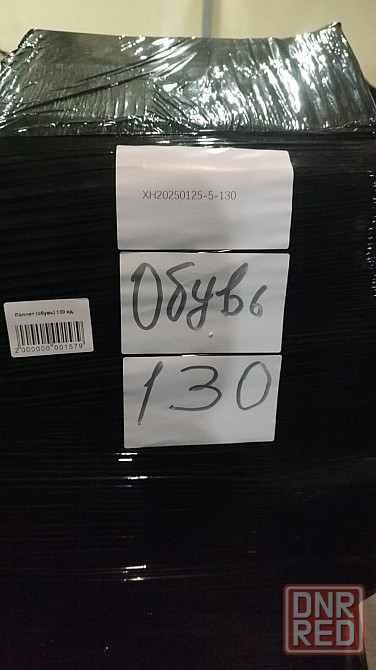 XH20250125-5-130
Обувь
Паллет (обувь) 130 ед
2000000001579
130
DNR
RED